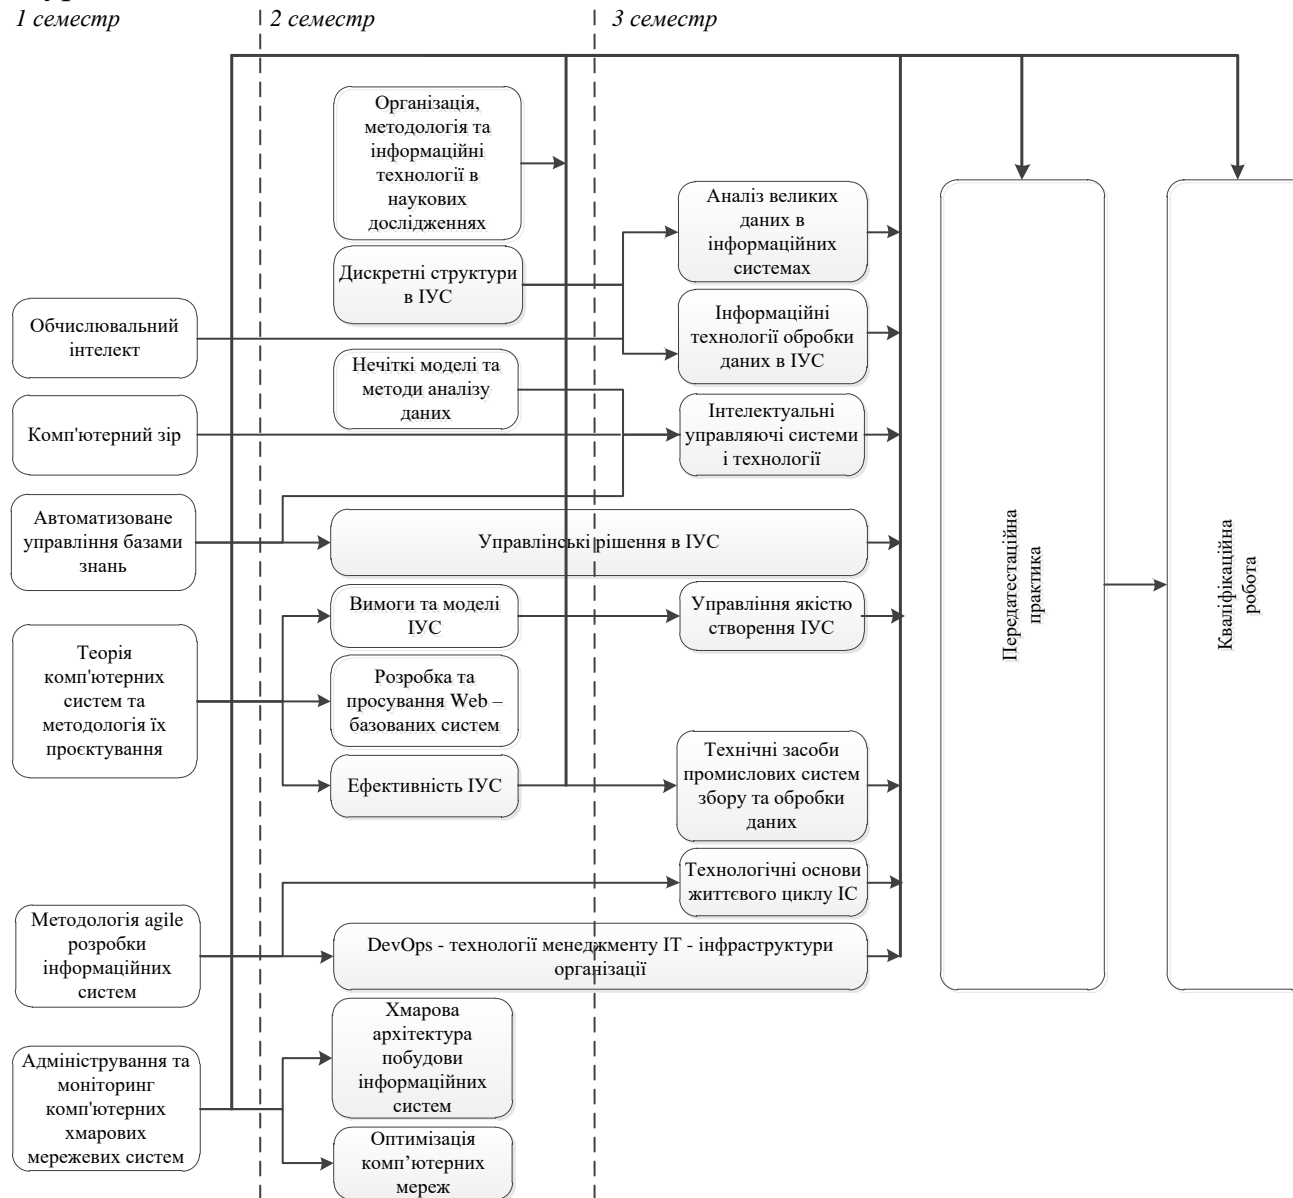 1 семестр
2 семестр
3 семестр
Організація,
методологія та
інформаційні
технології в
наукових
дослідженнях
Дискретні структури
в ІУС
Нечіткі моделі та
методи аналізу
даних
Обчислювальний
інтелект
Комп'ютерний зір
Автоматизоване
управління базами
знань
Теорія
комп'ютерних
систем та
методологія їх
проєктування
Методологія agile
розробки
інформаційних
систем
Адміністрування та
моніторинг
комп'ютерних
хмарових
мережевих систем
Управлінські рішення в ІУС
Вимоги та моделі
ІУС
Розробка та
просування Web –
базованих систем
Ефективність ІУС
DevOps - технології менеджменту ІТ - інфраструктури
організації
Хмарова
архітектура
побудови
інформаційних
систем
Оптимізація
комп’ютерних
мереж
Аналіз великих
даних в
інформаційних
системах
Інформаційні
технології обробки
даних в ІУС
Інтелектуальні
управляючі системи
і технології
Управління якістю
створення ІУС
Технічні засоби
промислових систем
збору та обробки
даних
Технологічні основи
життєвого циклу ІС
Передатестаційна
практика
Кваліфікаційна
робота